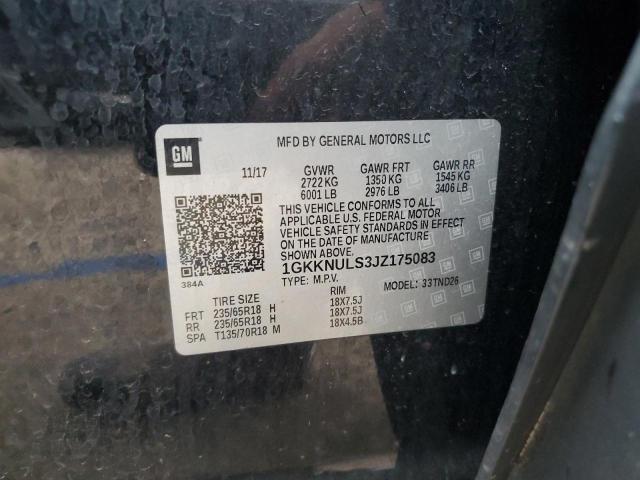 GM
MFD BY GENERAL MOTORS LLC
11/17 GVWR GAWR FRT GAWR RR
2722 KG 1350 KG 1545 KG
6001 LB 2976 LB 3406 LB
THIS VEHICLE CONFORMS TO ALL
APPLICABLE U.S. FEDERAL MOTOR
VEHICLE SAFETY STANDARDS IN EFFECT
ON THE DATE OF MANUFACTURE
SHOWN ABOVE.
1GKKNULS3JZ175083
384A
TYPE: M.P.V. MODEL: 33TND26
TIRE SIZE RIM
FRT 235/65R18 H 18X7.5J
RR 235/65R18 H 18X7.5J
SPA T135/70R18 M 18X4.5B